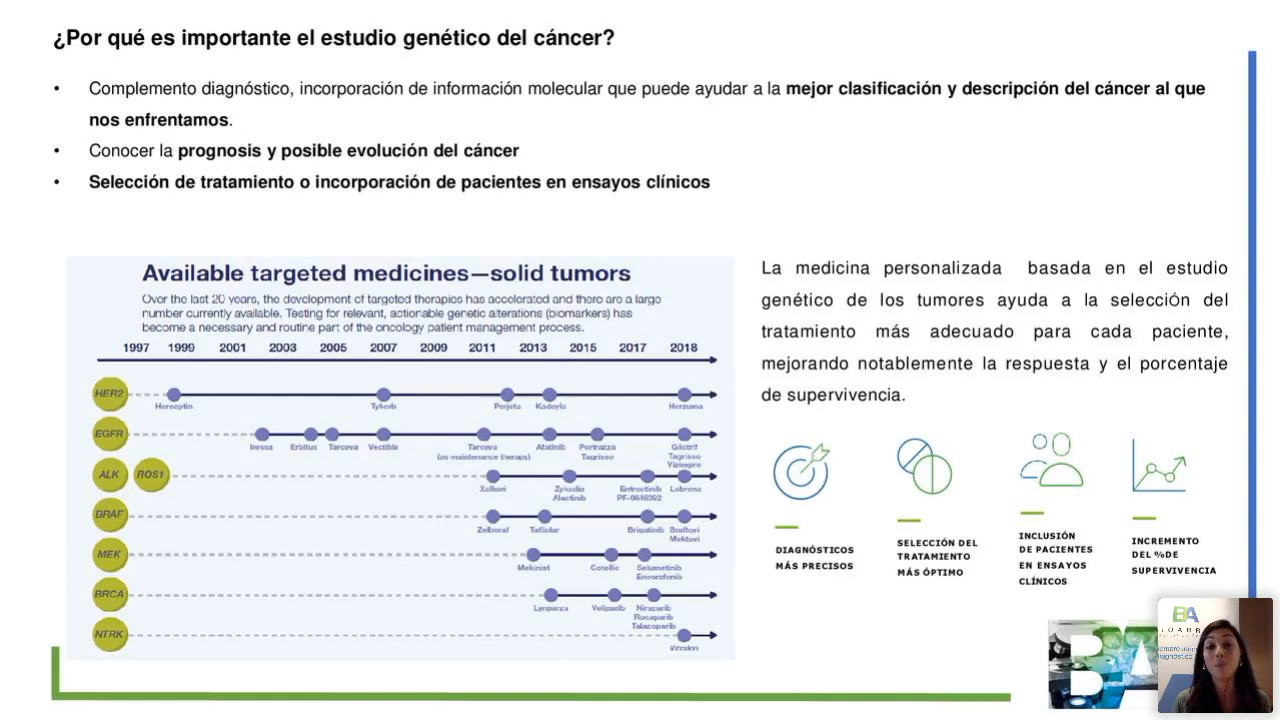 ¿Por qué es importante el estudio genético del cáncer?
• Complemento diagnóstico, incorporación de información molecular que puede ayudar a la mejor clasificación y descripción del cáncer al que
nos enfrentamos.
• Conocer la prognosis y posible evolución del cáncer
• Selección de tratamiento o incorporación de pacientes en ensayos clínicos
Available targeted medicines—solid tumors
Over the last 20 years, the development of targeted therapies has accelerated and there are a large
number currently available. Testing for relevant, actionable genetic alterations (biomarkers) has
become a necessary and routine part of the oncology patient management process.
1997 1999 2001 2003 2005 2007 2009 2011 2013 2015 2017 2018
HER2
Herceptin Tykerb Perjeta Kadcyla Herzuma
EGFR
Iressa Erbitus Tarceva Vectibix Tarceva Afatinib Portrazza Gilotrif
(as maintenance therapy) Tagrisso Tagrisso
Vizimpro
ALK ROS1
Xalkori Zykadia Entrectinib Lobrena
Alectinib
BRAF
Zelboraf Tafinlar Brigatinib Braftovi
Mektovi
MEK
Mekinist Cotellic Selumetinib
Encorafenib
BRCA
Lynparza Veliparib Niraparib
Rucaparib
Talazoparib
NTRK
Vitrakvi
La medicina personalizada basada en el estudio
genético de los tumores ayuda a la selección del
tratamiento más adecuado para cada paciente,
mejorando notablemente la respuesta y el porcentaje
de supervivencia.
DIAGNÓSTICOS
MÁS PRECISOS
SELECCIÓN DEL
TRATAMIENTO
MÁS ÓPTIMO
INCLUSIÓN
DE PACIENTES
EN ENSAYOS
CLÍNICOS
INCREMENTO
DEL %DE
SUPERVIVENCIA
BA
BA